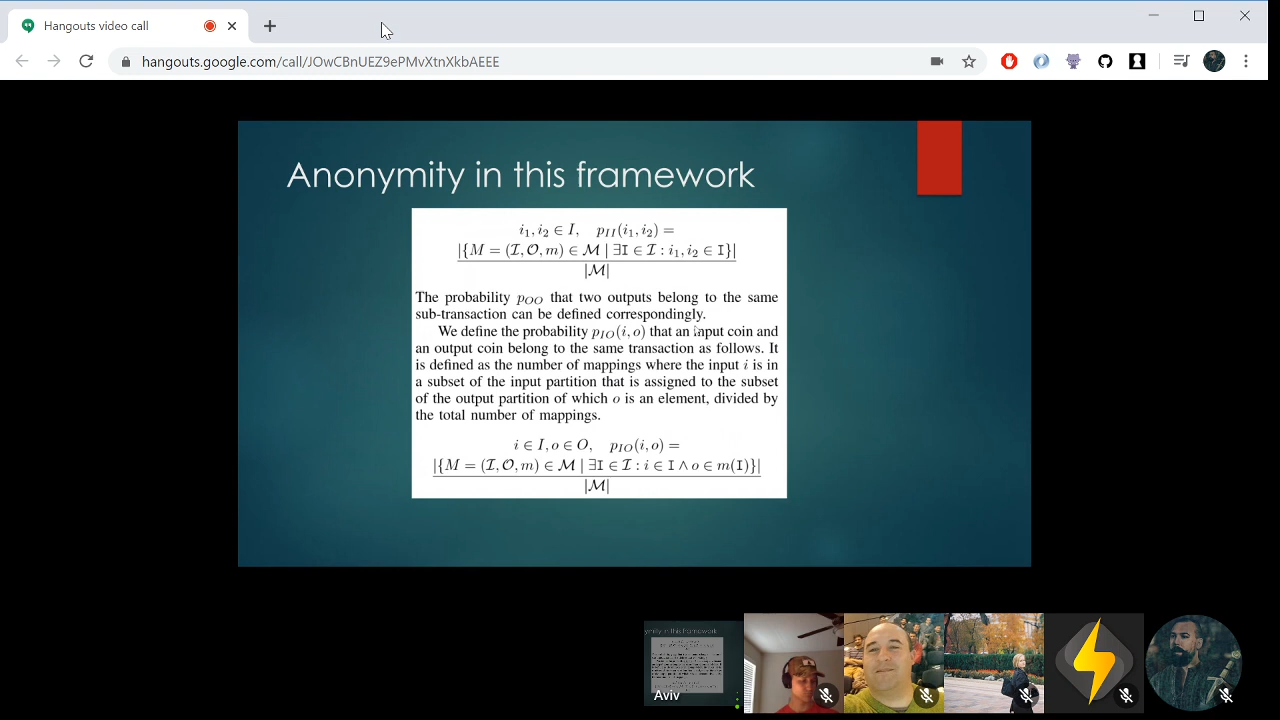 Hangouts video call
hangouts.google.com/call/JOwCBnUEZ9ePMvXtnXkbAEEE
Anonymity in this framework
i₁, i₂ ∈ I, p_II(i₁, i₂) =
|{M = (ℐ, 𝒪, m) ∈ ℳ | ∃I ∈ ℐ : i₁, i₂ ∈ I}|
|ℳ|
The probability p_OO that two outputs belong to the same
sub-transaction can be defined correspondingly.
We define the probability p_IO(i, o) that an input coin and
an output coin belong to the same transaction as follows. It
is defined as the number of mappings where the input i is in
a subset of the input partition that is assigned to the subset
of the output partition of which o is an element, divided by
the total number of mappings.
i ∈ I, o ∈ O, p_IO(i, o) =
|{M = (ℐ, 𝒪, m) ∈ ℳ | ∃I ∈ ℐ : i ∈ I ∧ o ∈ m(I)}|
|ℳ|
Aviv